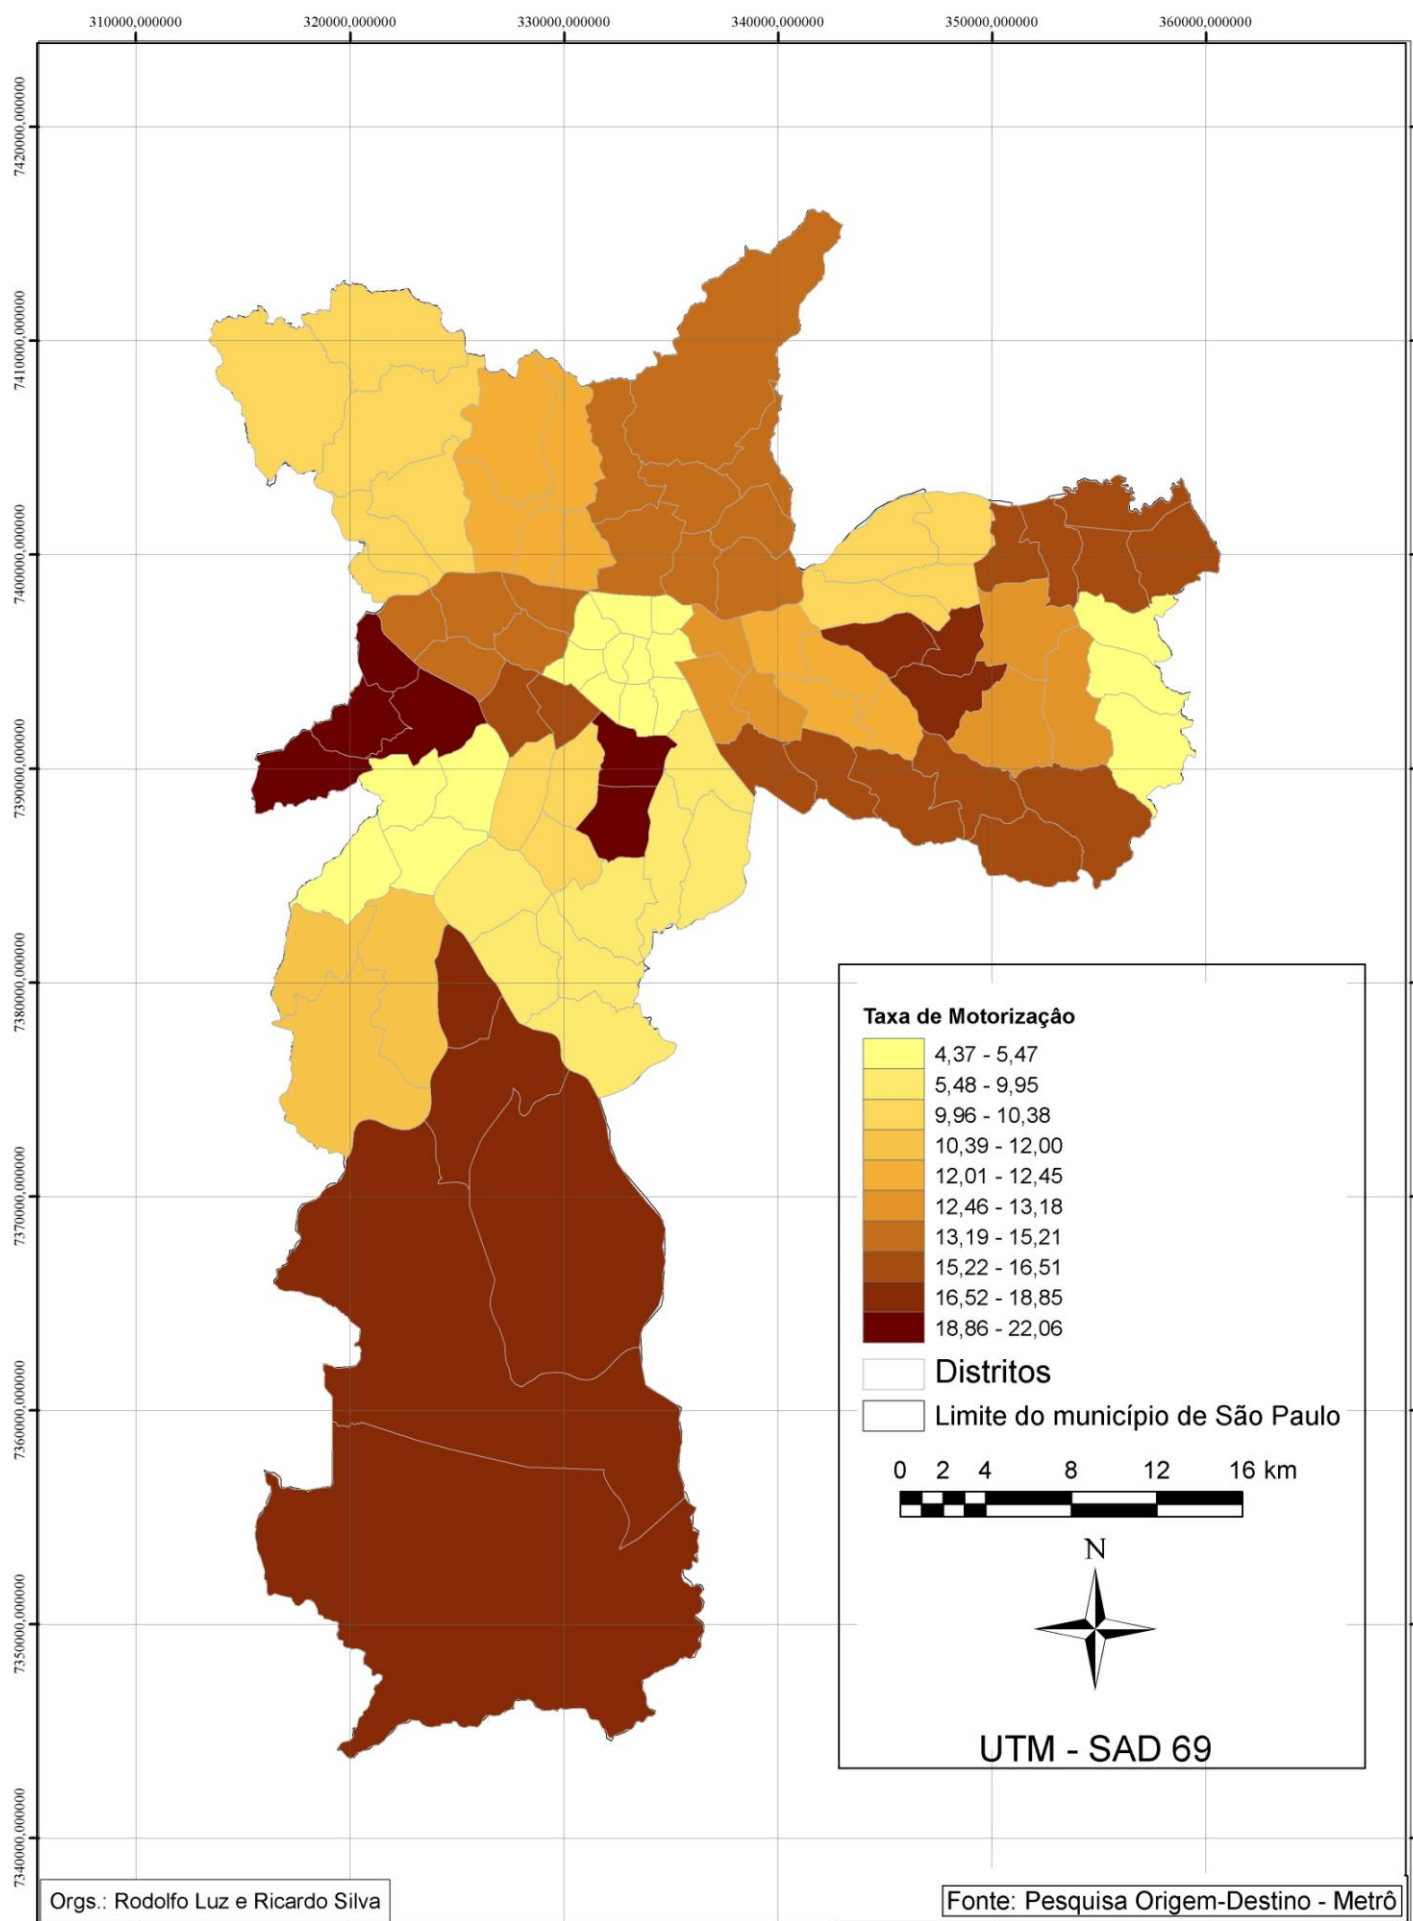 310000,000000 320000,000000 330000,000000 340000,000000 350000,000000 360000,000000
7420000,000000
7410000,000000
7400000,000000
7390000,000000
7380000,000000
7370000,000000
7360000,000000
7350000,000000
7340000,000000
Taxa de Motorizaçâo
4,37 - 5,47
5,48 - 9,95
9,96 - 10,38
10,39 - 12,00
12,01 - 12,45
12,46 - 13,18
13,19 - 15,21
15,22 - 16,51
16,52 - 18,85
18,86 - 22,06
Distritos
Limite do município de São Paulo
0 2 4 8 12 16 km
N
UTM - SAD 69
Orgs.: Rodolfo Luz e Ricardo Silva
Fonte: Pesquisa Origem-Destino - Metrô